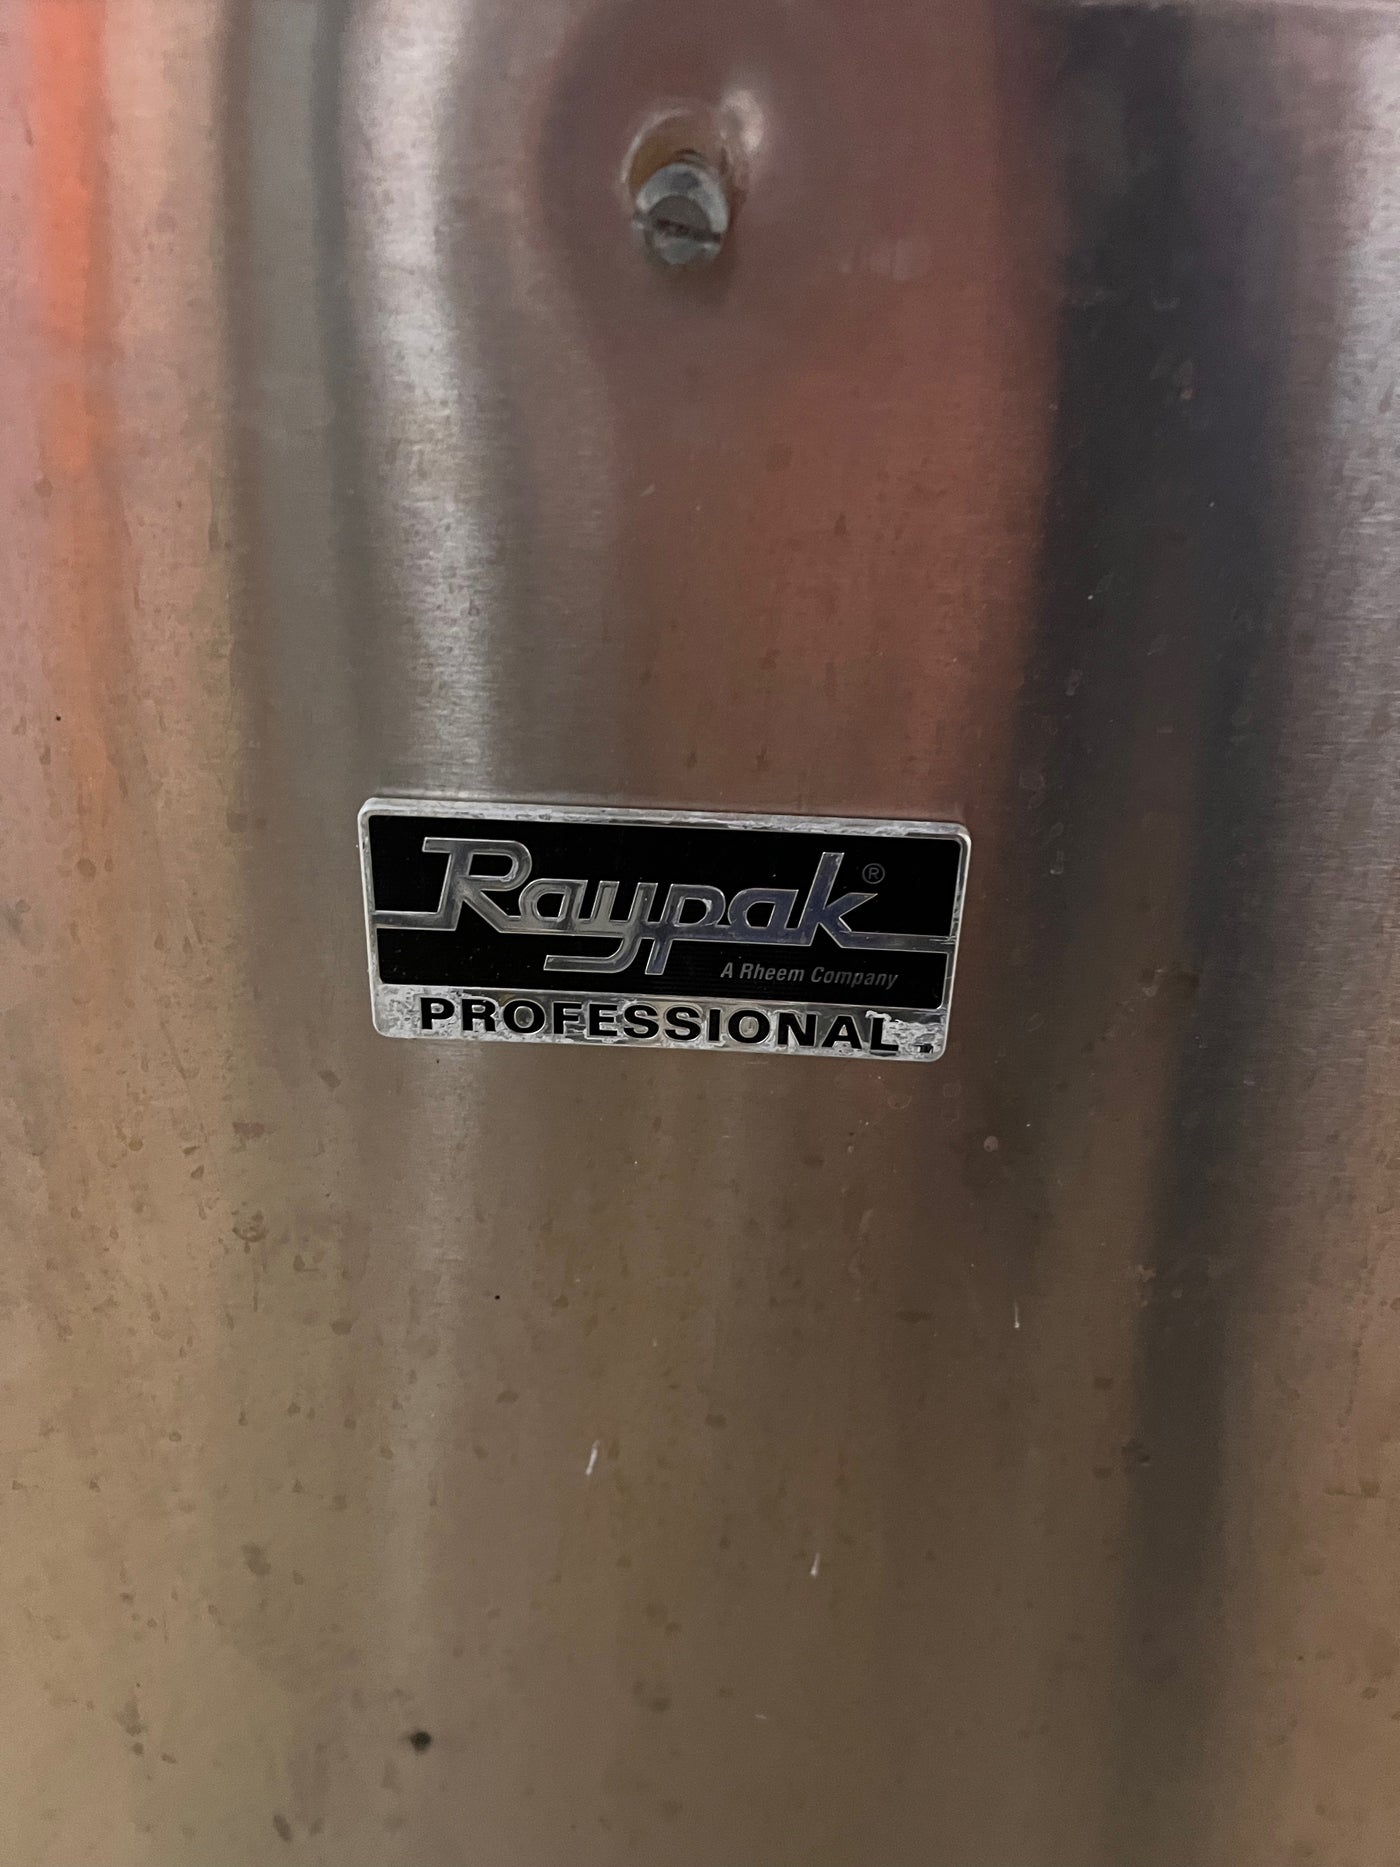 Raypak®
A Rheem Company
PROFESSIONAL.